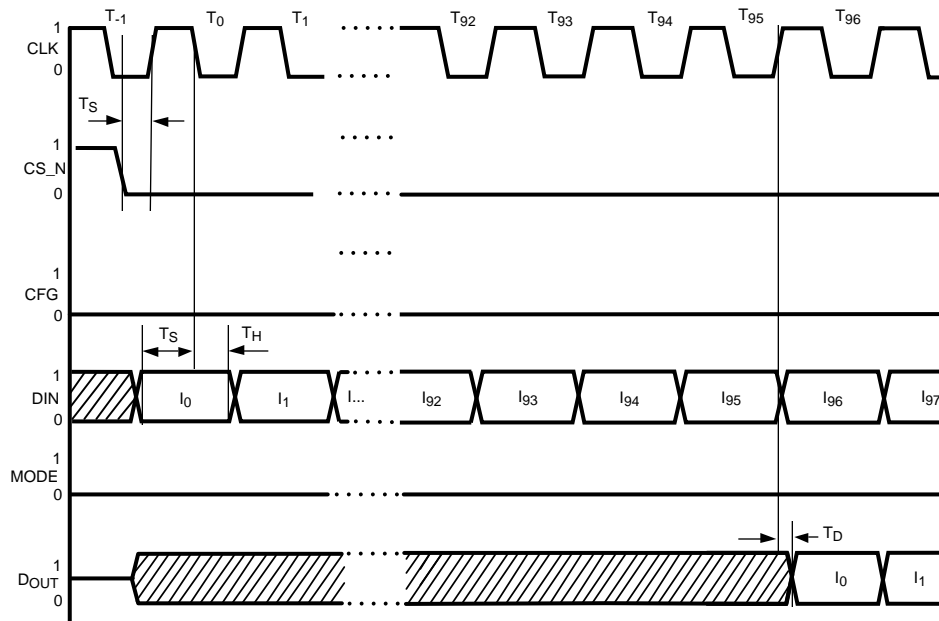 T-1 T0 T1 T92 T93 T94 T95 T96
1
CLK
0
TS
1
CS_N
0
1
CFG
0
TS TH
1
DIN I0 I1 I... I92 I93 I94 I95 I96 I97
0
1
MODE
0
TD
1
DOUT I0 I1
0